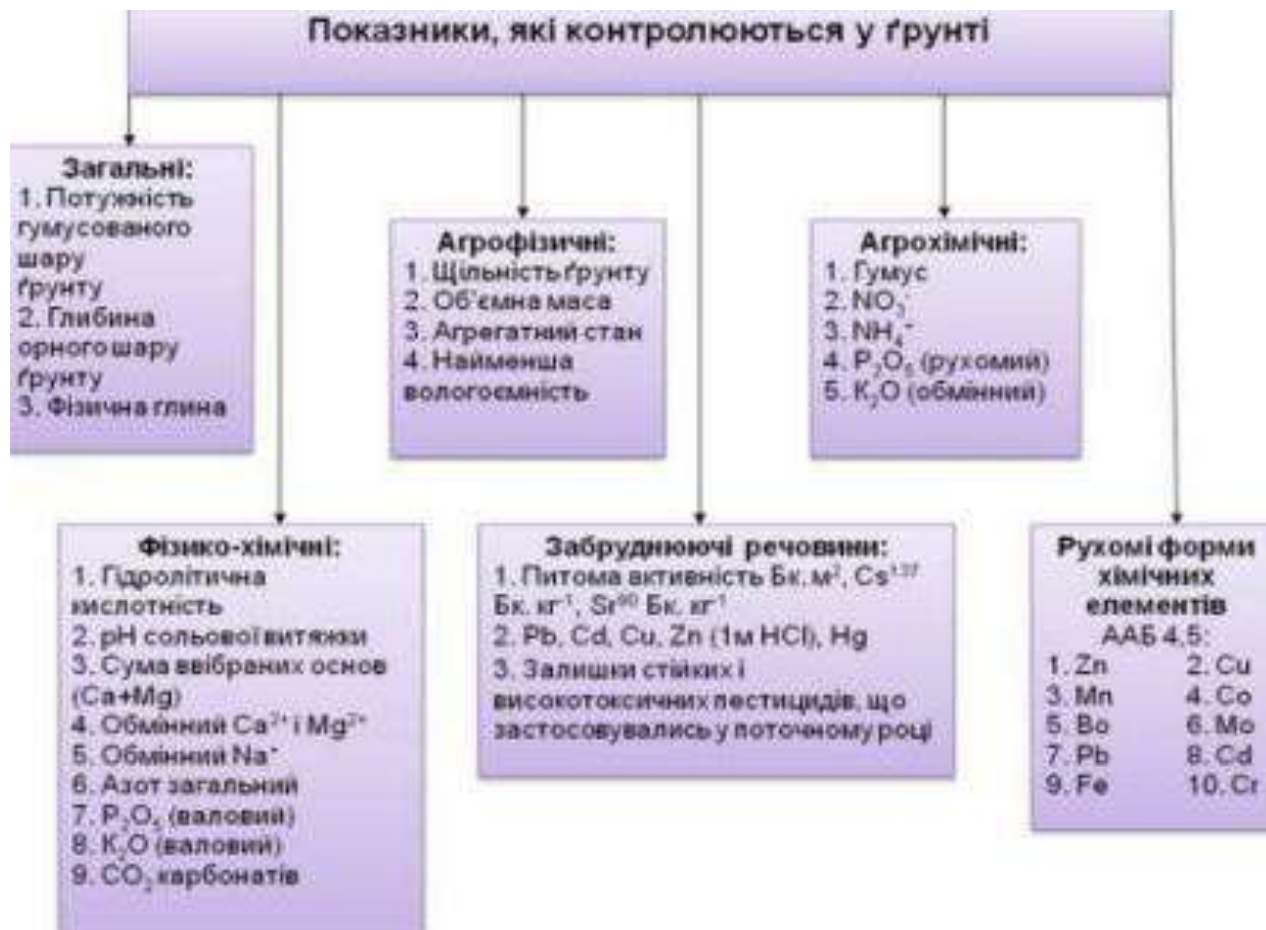 Показники, які контролюються у ґрунті
Загальні:
1. Потужність
гумусованого
шару
ґрунту
2. Глибина
орного шару
ґрунту
3. Фізична глина
Агрофізичні:
1. Щільність ґрунту
2. Об'ємна маса
3. Агрегатний стан
4. Найменша
вологоємність
Агрохімічні:
1. Гумус
2. NO₃⁻
3. NH₄⁺
4. P₂O₅ (рухомий)
5. K₂O (обмінний)
Фізико-хімічні:
1. Гідролітична
кислотність
2. pH сольової витяжки
3. Сума ввібраних основ
(Ca+Mg)
4. Обмінний Ca²⁺ і Mg²⁺
5. Обмінний Na⁺
6. Азот загальний
7. P₂O₅ (валовий)
8. K₂O (валовий)
9. CO₂ карбонатів
Забруднюючі речовини:
1. Питома активність Бк. м², Cs¹³⁷
Бк. кг¹, Sr⁹⁰ Бк. кг¹
2. Pb, Cd, Cu, Zn (1м HCl), Hg
3. Залишки стійких і
високотоксичних пестицидів, що
застосовувались у поточному році
Рухомі форми
хімічних
елементів
ААБ 4,5:
1. Zn 2. Cu
3. Mn 4. Co
5. Bo 6. Mo
7. Pb 8. Cd
9. Fe 10. Cr